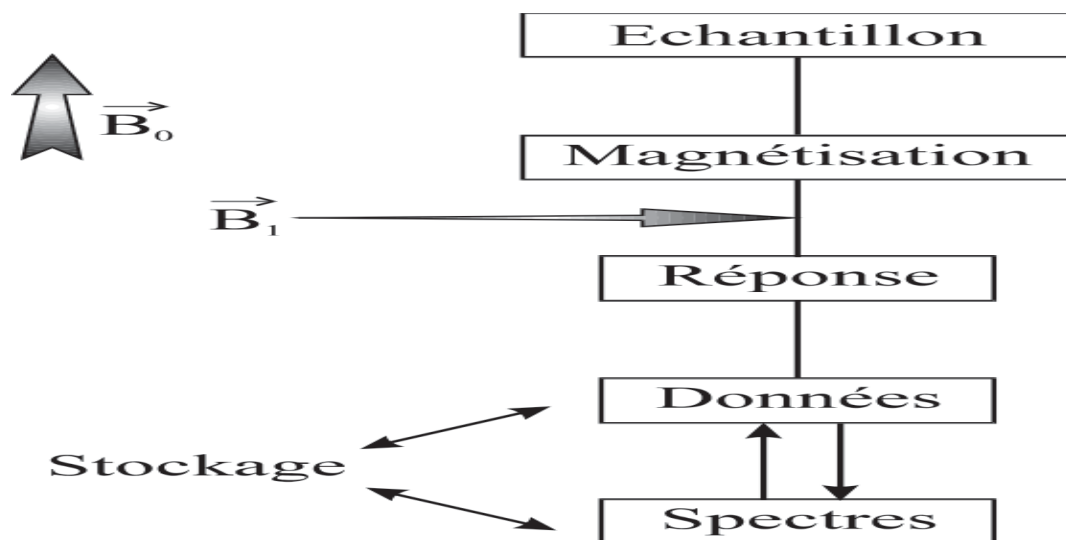 Echantillon
B₀
Magnétisation
B₁
Réponse
Données
Stockage
Spectres